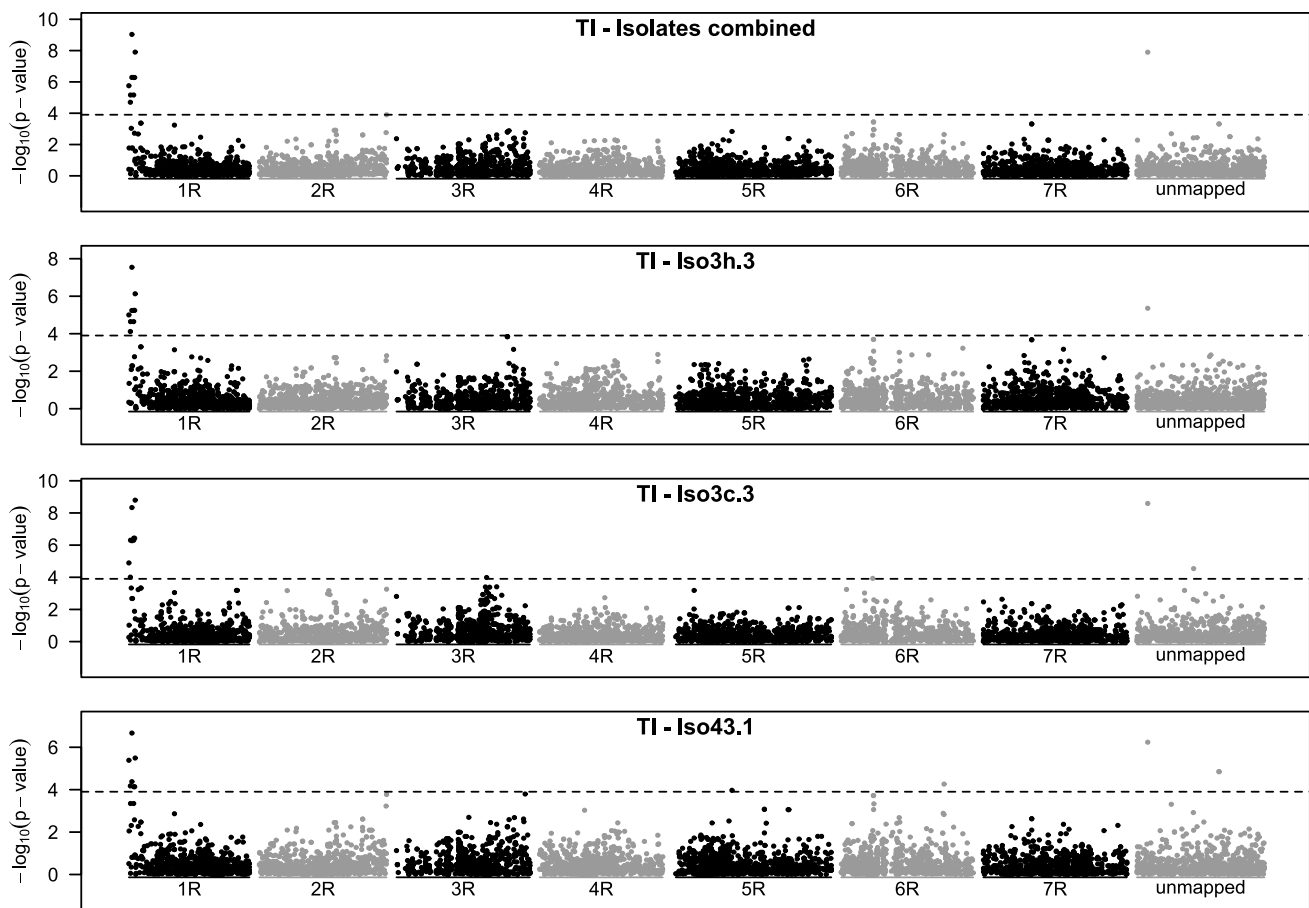 TI - Isolates combined
−log10(p − value)
10
8
6
4
2
0
1R 2R 3R 4R 5R 6R 7R unmapped
TI - Iso3h.3
−log10(p − value)
8
6
4
2
0
1R 2R 3R 4R 5R 6R 7R unmapped
TI - Iso3c.3
−log10(p − value)
10
8
6
4
2
0
1R 2R 3R 4R 5R 6R 7R unmapped
TI - Iso43.1
−log10(p − value)
6
4
2
0
1R 2R 3R 4R 5R 6R 7R unmapped